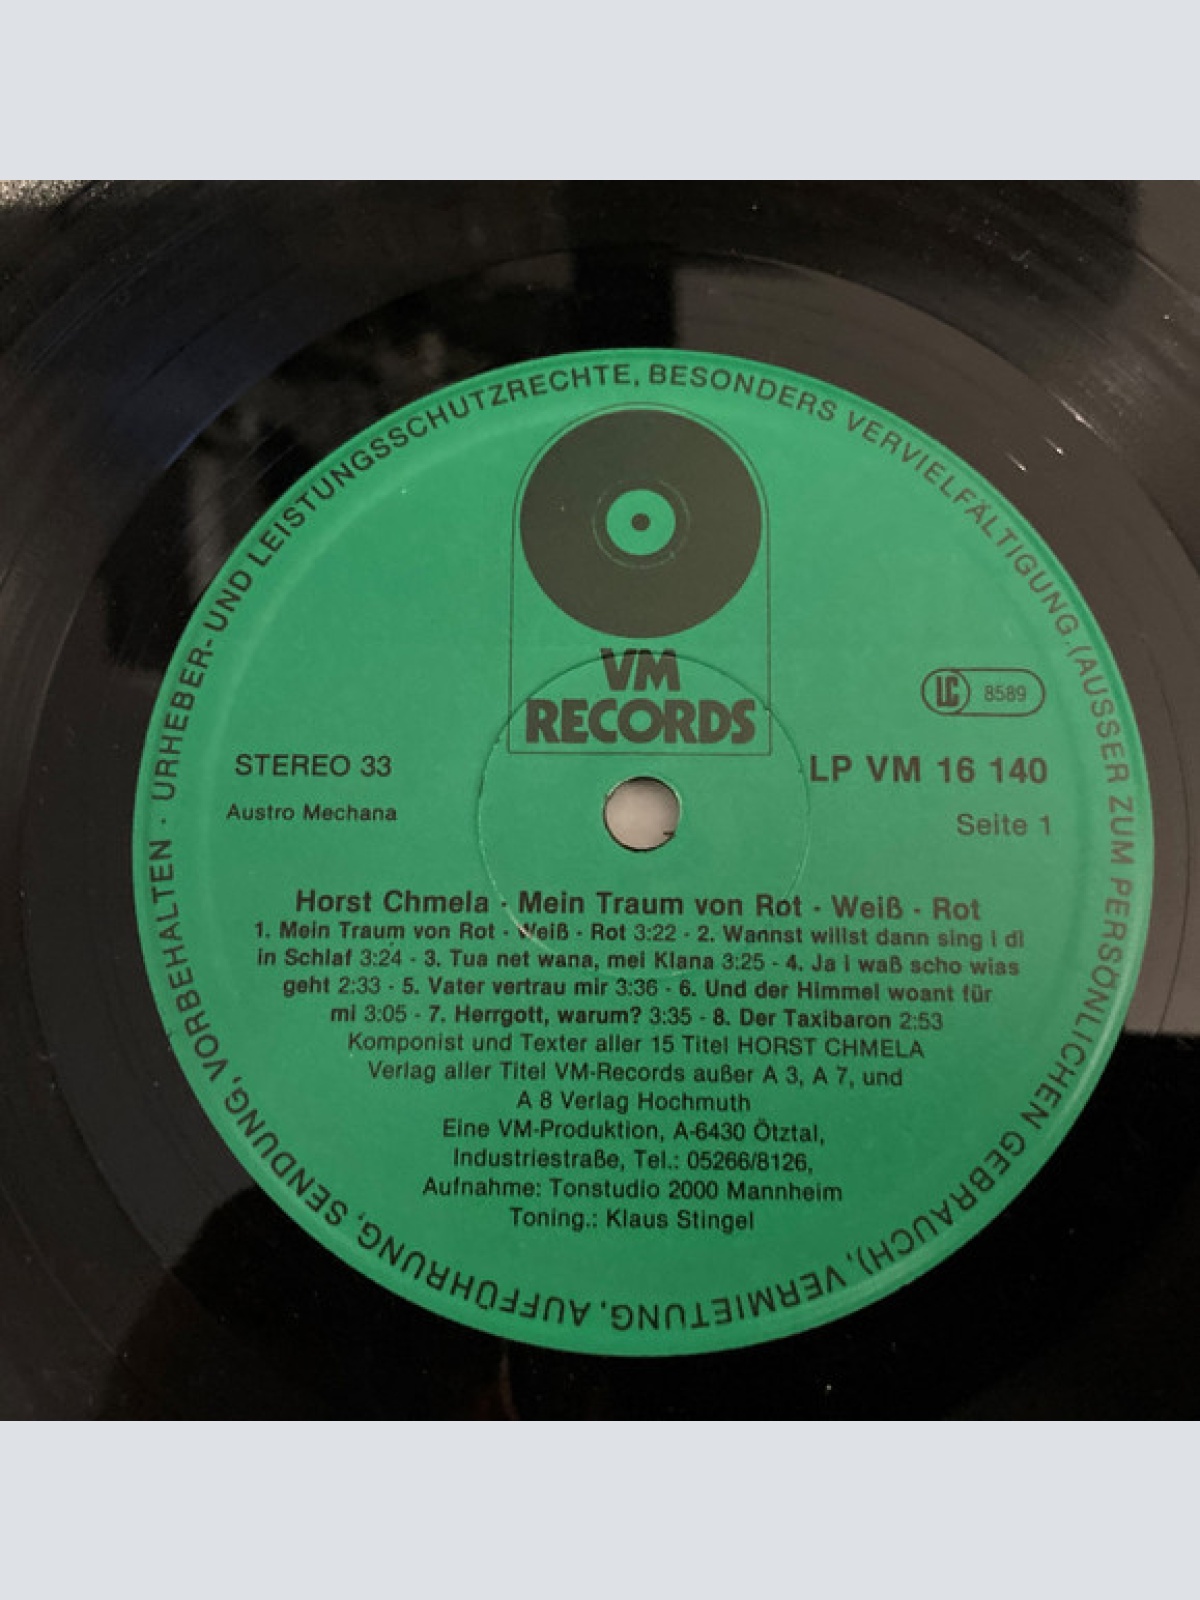 URHEBER- UND LEISTUNGSSCHUTZRECHTE, BESONDERS VERVIELFÄLTIGUNG (AUSSER ZUM PERSÖNLICHEN GEBRAUCH), VERMIETUNG, AUFFÜHRUNG, SENDUNG, VORBEHALTEN ·
VM
RECORDS
LC 8589
STEREO 33
LP VM 16 140
Austro Mechana
Seite 1
Horst Chmela · Mein Traum von Rot - Weiß - Rot
1. Mein Traum von Rot - Weiß - Rot 3:22 - 2. Wannst willst dann sing i di
in Schlaf 3:24 - 3. Tua net wana, mei Klana 3:25 - 4. Ja i waß scho wias
geht 2:33 - 5. Vater vertrau mir 3:36 - 6. Und der Himmel woant für
mi 3:05 - 7. Herrgott, warum? 3:35 - 8. Der Taxibaron 2:53
Komponist und Texter aller 15 Titel HORST CHMELA
Verlag aller Titel VM-Records außer A 3, A 7, und
A 8 Verlag Hochmuth
Eine VM-Produktion, A-6430 Ötztal,
Industriestraße, Tel.: 05266/8126,
Aufnahme: Tonstudio 2000 Mannheim
Toning.: Klaus Stingel